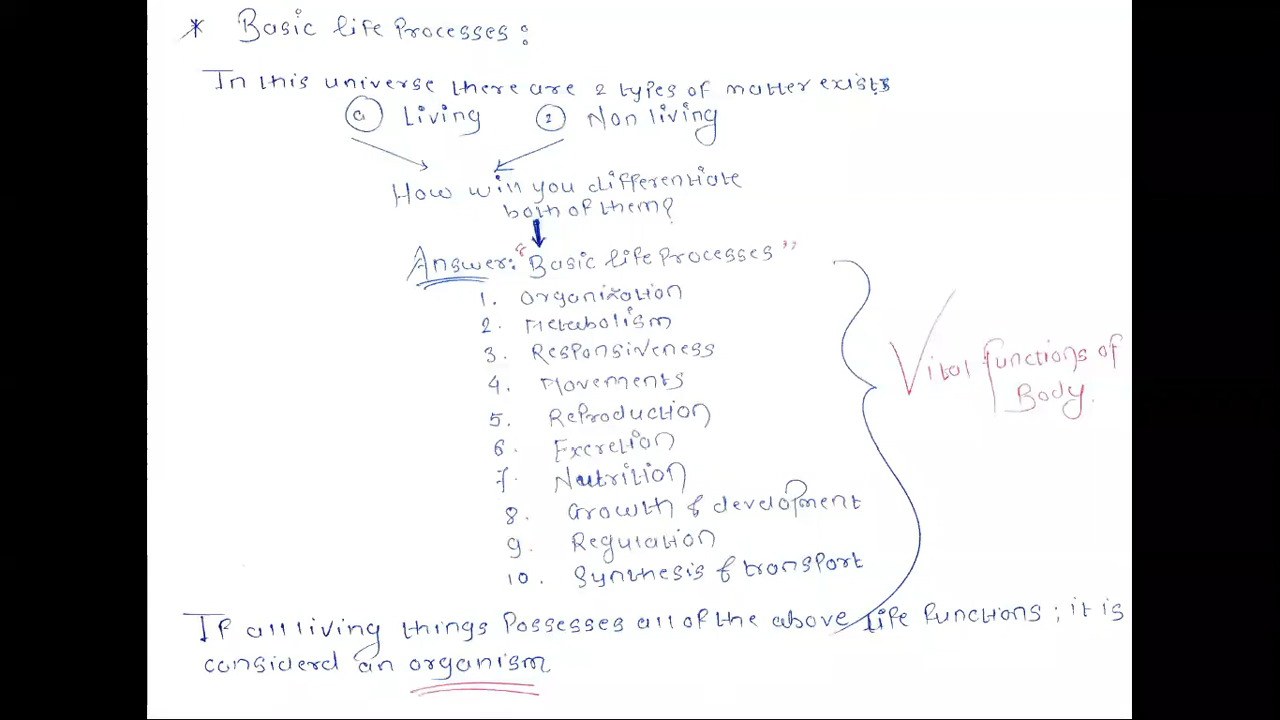 * Basic life Processes:
In this universe there are 2 types of matter exists
a Living 2 Non living
How will you differentiate
both of them?
Answer: "Basic life Processes"
1. Organization
2. Metabolism
3. Responsiveness
4. Movements
5. Reproduction
6. Excretion
7. Nutrition
8. Growth & development
9. Regulation
10. Synthesis & transport
Vital functions of
Body.
If all living things Possesses all of the above life functions; it is
considerd an organism